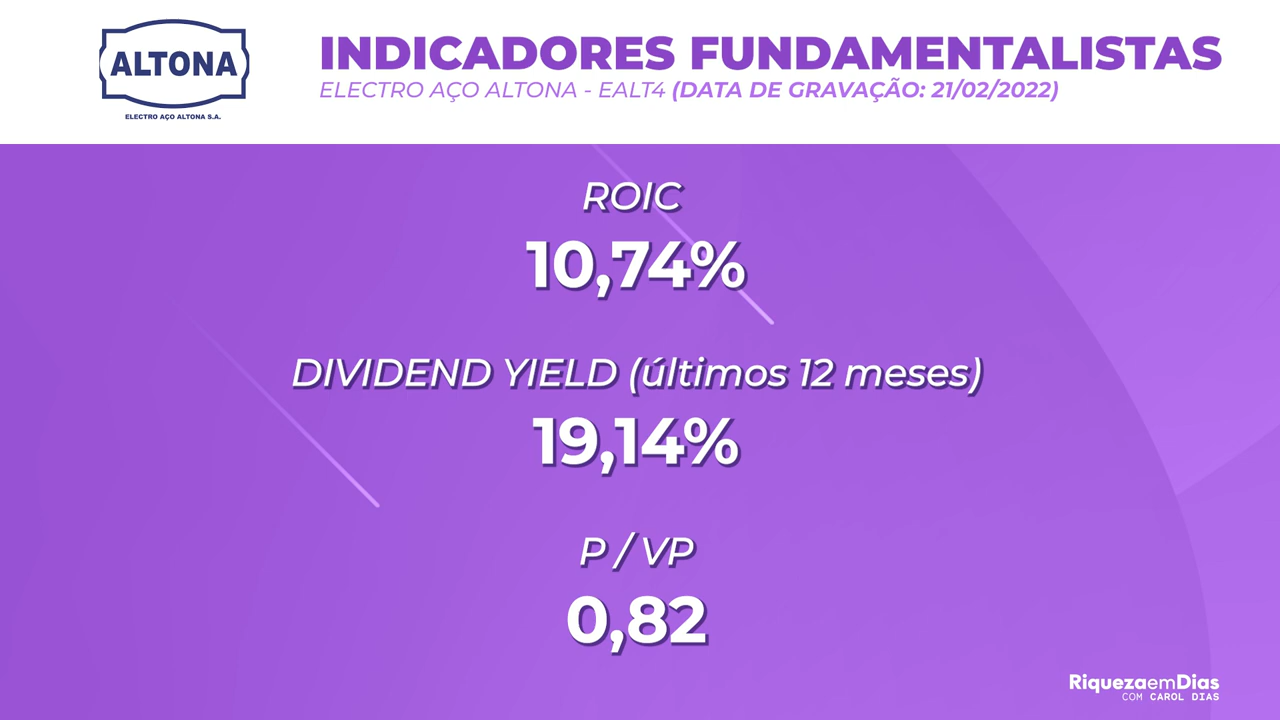 ALTONA
ELECTRO AÇO ALTONA S.A.
INDICADORES FUNDAMENTALISTAS
ELECTRO AÇO ALTONA - EALT4 (DATA DE GRAVAÇÃO: 21/02/2022)
ROIC
10,74%
DIVIDEND YIELD (últimos 12 meses)
19,14%
P / VP
0,82
RiquezaemDias
COM CAROL DIAS